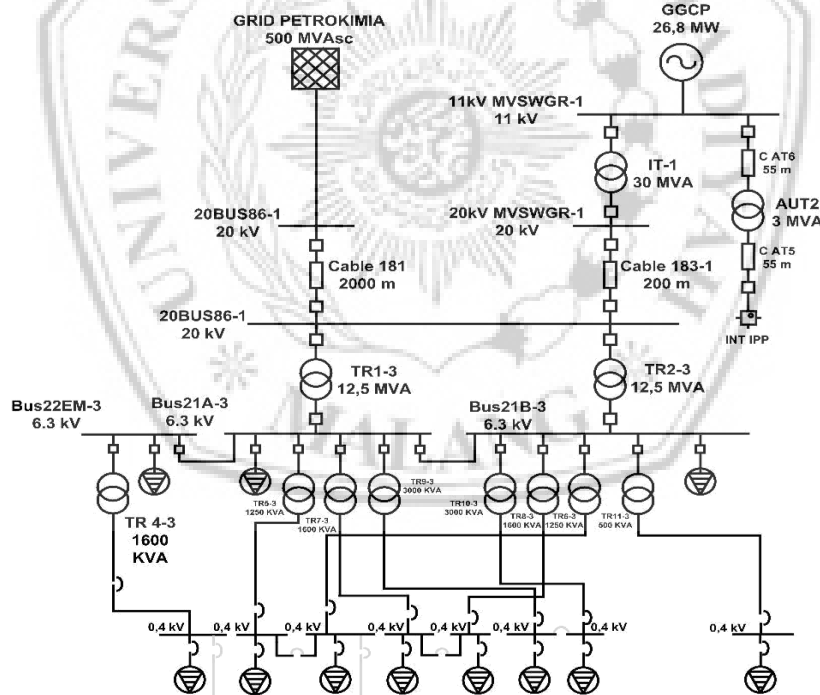 GRID PETROKIMIA
500 MVAsc
GGCP
26,8 MW
11kV MVSWGR-1
11 kV
C AT6
55 m
IT-1
30 MVA
AUT2
3 MVA
20BUS86-1
20 kV
20kV MVSWGR-1
20 kV
C AT5
55 m
Cable 181
2000 m
Cable 183-1
200 m
20BUS86-1
20 kV
INT IPP
TR1-3
12,5 MVA
TR2-3
12,5 MVA
Bus22EM-3
6.3 kV
Bus21A-3
6.3 kV
Bus21B-3
6.3 kV
TR 4-3
1600
KVA
TR5-3
1250 KVA
TR7-3
1600 KVA
TR9-3
3000 KVA
TR10-3
3000 KVA
TR8-3
1600 KVA
TR6-3
1250 KVA
TR11-3
500 KVA
0,4 kV
0,4 kV
0,4 kV
0,4 kV
0,4 kV
0,4 kV
0,4 kV
0,4 kV
MALANG